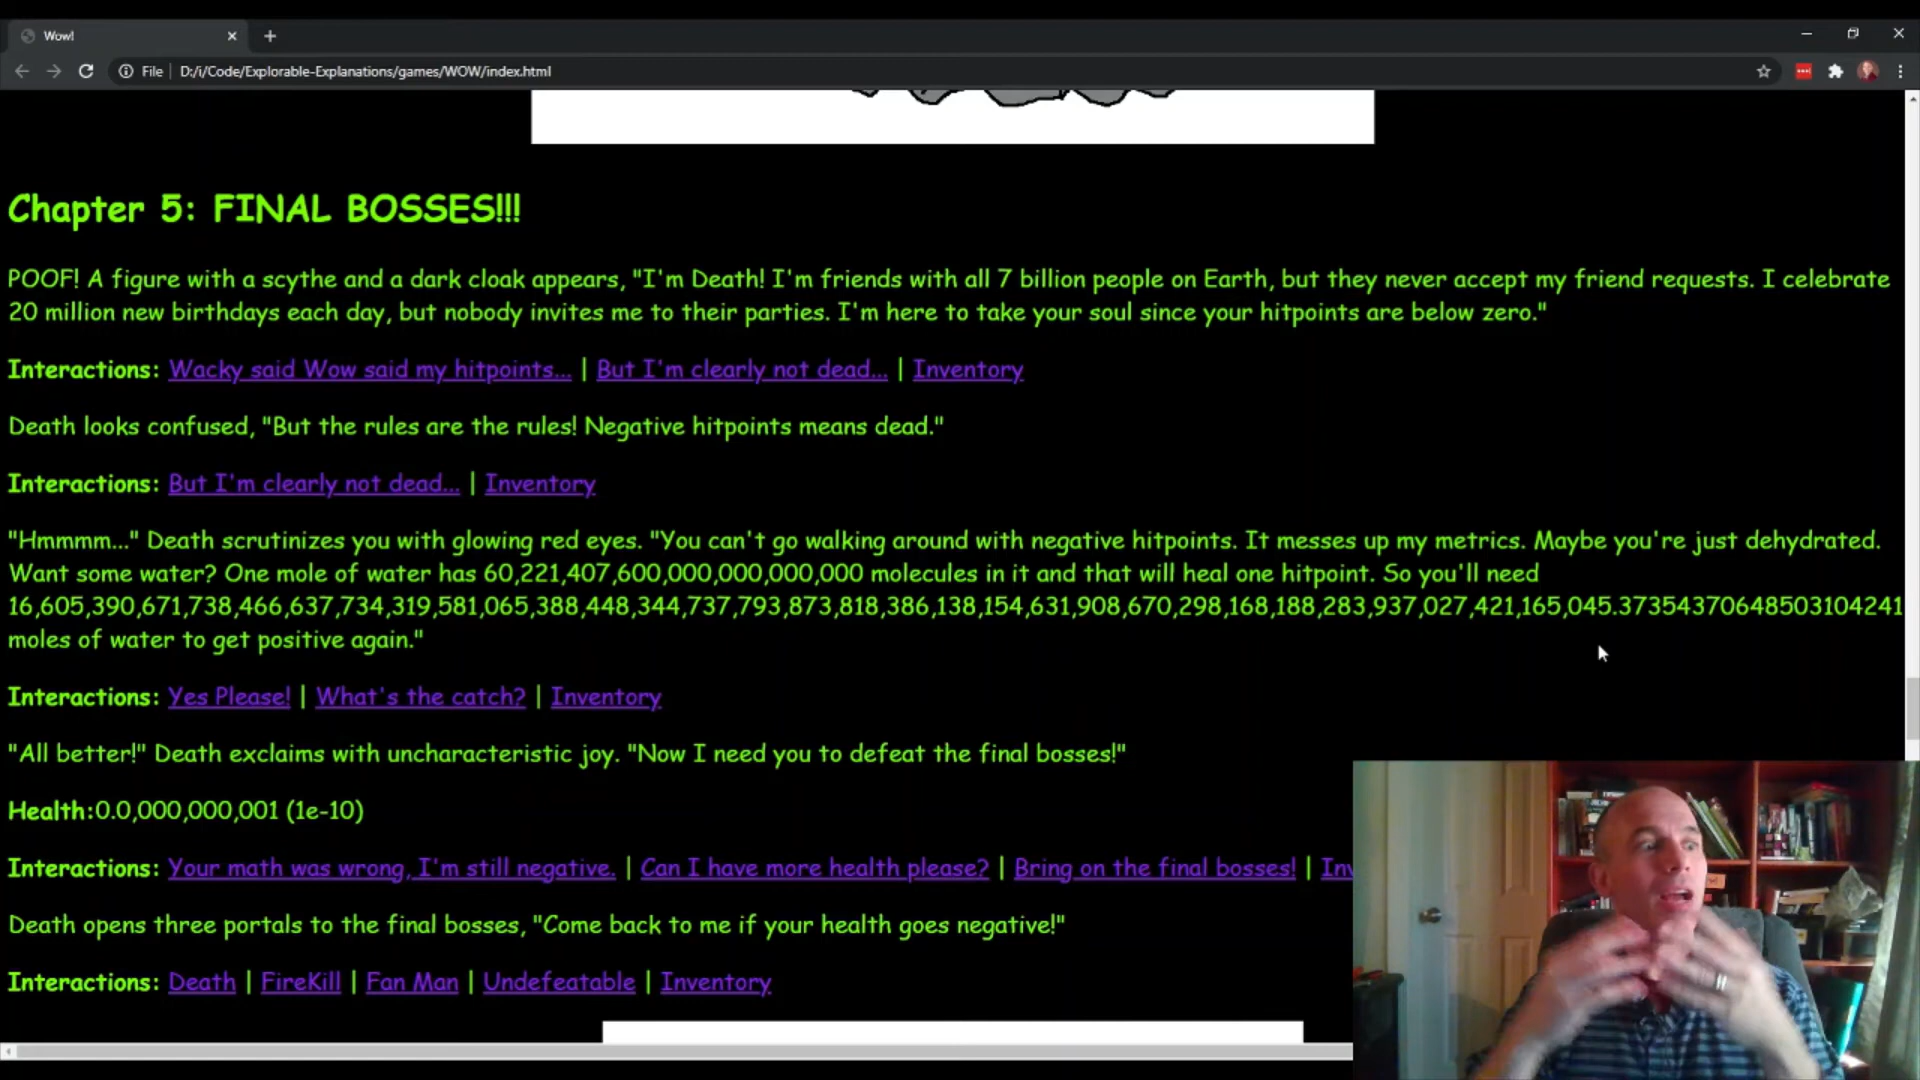 Wow!
File D:/i/Code/Explorable-Explanations/games/WOW/index.html
Chapter 5: FINAL BOSSES!!!
POOF! A figure with a scythe and a dark cloak appears, "I'm Death! I'm friends with all 7 billion people on Earth, but they never accept my friend requests. I celebrate
20 million new birthdays each day, but nobody invites me to their parties. I'm here to take your soul since your hitpoints are below zero."
Interactions: Wacky said Wow said my hitpoints... | But I'm clearly not dead... | Inventory
Death looks confused, "But the rules are the rules! Negative hitpoints means dead."
Interactions: But I'm clearly not dead... | Inventory
"Hmmmm..." Death scrutinizes you with glowing red eyes. "You can't go walking around with negative hitpoints. It messes up my metrics. Maybe you're just dehydrated.
Want some water? One mole of water has 60,221,407,600,000,000,000,000 molecules in it and that will heal one hitpoint. So you'll need
16,605,390,671,738,466,637,734,319,581,065,388,448,344,737,793,873,818,386,138,154,631,908,670,298,168,188,283,937,027,421,165,045.37354370648503104241
moles of water to get positive again."
Interactions: Yes Please! | What's the catch? | Inventory
"All better!" Death exclaims with uncharacteristic joy. "Now I need you to defeat the final bosses!"
Health:0.0,000,000,001 (1e-10)
Interactions: Your math was wrong, I'm still negative. | Can I have more health please? | Bring on the final bosses! | Inv
Death opens three portals to the final bosses, "Come back to me if your health goes negative!"
Interactions: Death | FireKill | Fan Man | Undefeatable | Inventory